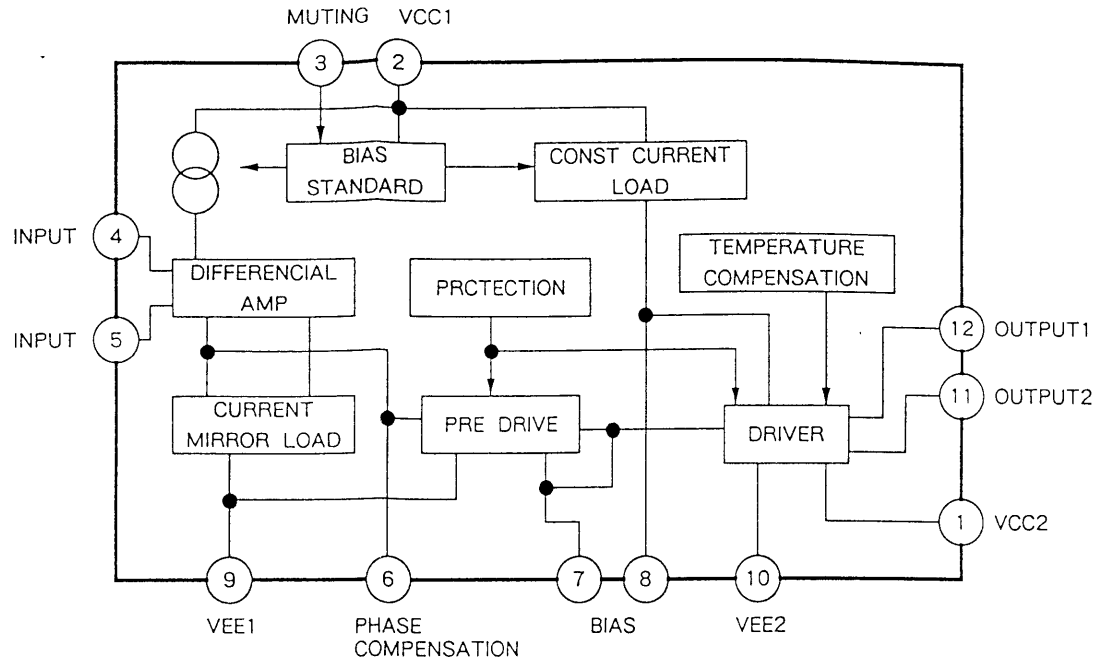 MUTING VCC1
3 2
BIAS
STANDARD
CONST CURRENT
LOAD
INPUT 4
DIFFERENCIAL
AMP
PRCTECTION
TEMPERATURE
COMPENSATION
INPUT 5
12 OUTPUT1
11 OUTPUT2
CURRENT
MIRROR LOAD
PRE DRIVE
DRIVER
1 VCC2
9 6 7 8 10
VEE1
PHASE
COMPENSATION
BIAS
VEE2